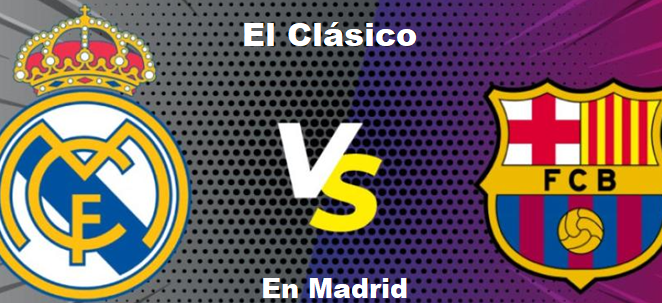 El Clásico
VS
FCB
En Madrid